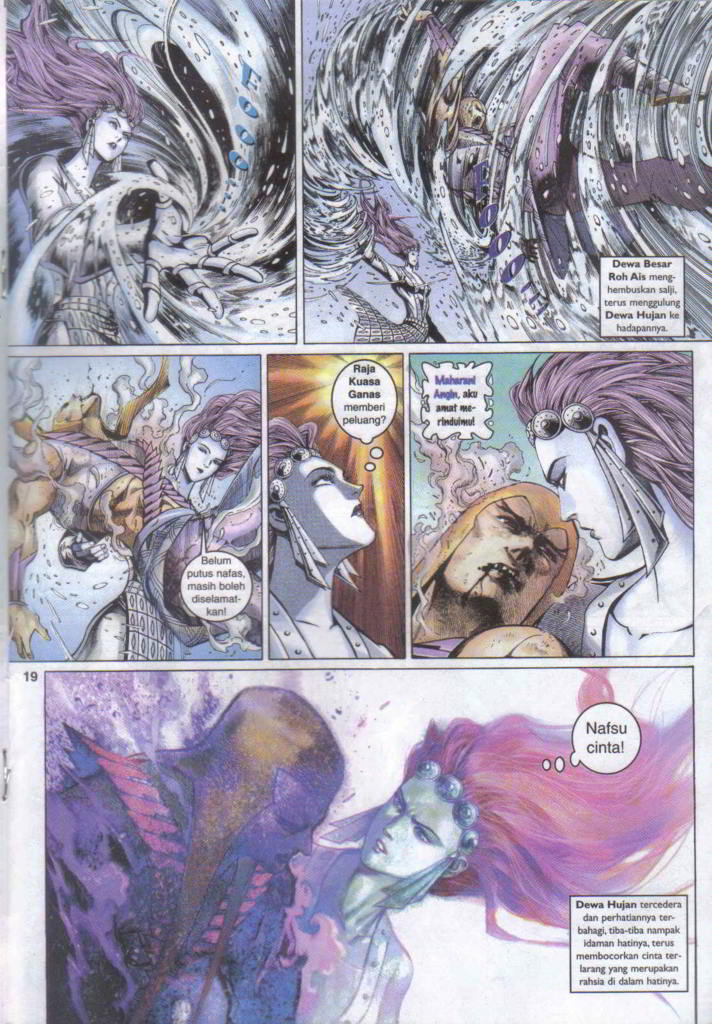 FOOO
FOOO
Dewa Besar
Roh Ais meng-
hembuskan salji,
terus menggulung
Dewa Hujan ke
hadapannya.
Belum
putus nafas,
masih boleh
diselamat-
kan!
Raja
Kuasa
Ganas
memberi
peluang?
Maharani
Angin, aku
amat me-
rinduimu!
19
Nafsu
cinta!
Dewa Hujan tercedera
dan perhatiannya ter-
bahagi, tiba-tiba nampak
idaman hatinya, terus
membocorkan cinta ter-
larang yang merupakan
rahsia di dalam hatinya.